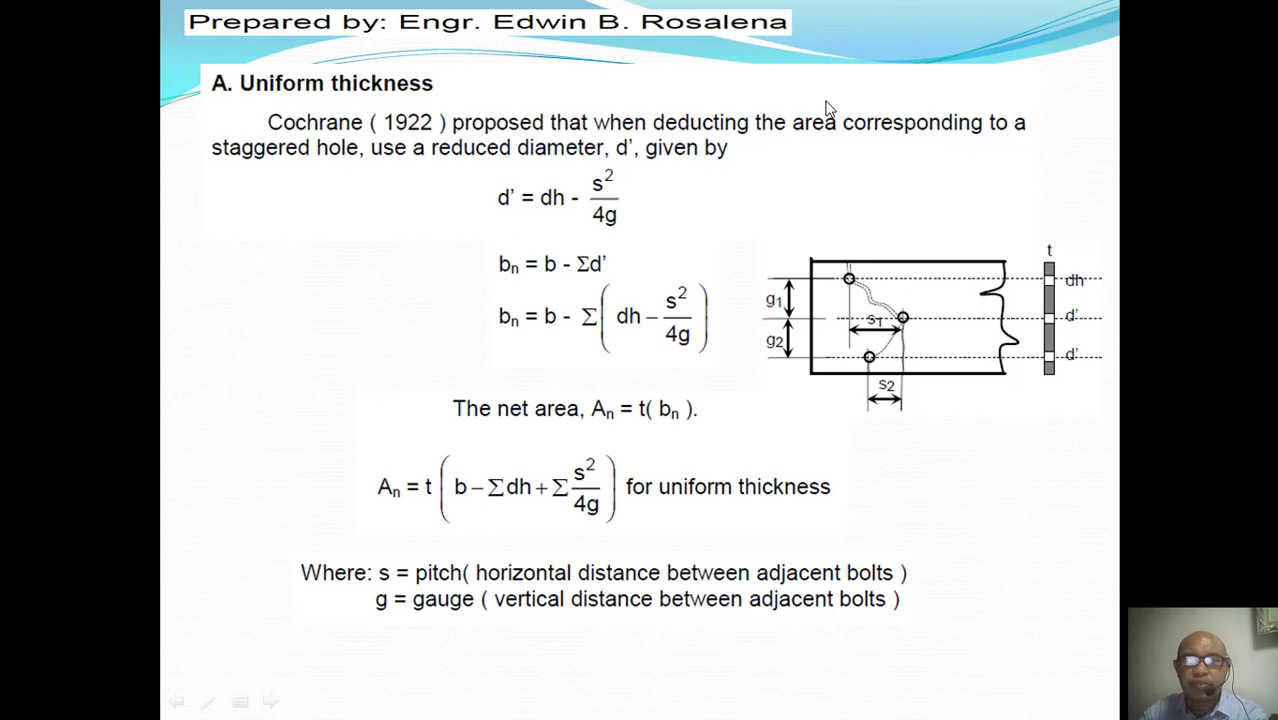 Prepared by: Engr. Edwin B. Rosalena
A. Uniform thickness
Cochrane ( 1922 ) proposed that when deducting the area corresponding to a
staggered hole, use a reduced diameter, d’, given by
d’ = dh - s²/4g
bₙ = b - Σd’
bₙ = b - Σ( dh − s²/4g )
t
dh
g₁
s₁
d’
g₂
d’
s₂
The net area, Aₙ = t( bₙ ).
Aₙ = t ( b − Σdh + Σ s²/4g ) for uniform thickness
Where: s = pitch( horizontal distance between adjacent bolts )
g = gauge ( vertical distance between adjacent bolts )